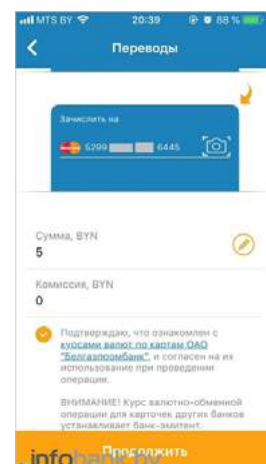 MTS BY 20:39 88 %
Переводы
Зачислить на
5299 6445
Сумма, BYN
5
Комиссия, BYN
0
Подтверждаю, что ознакомлен с
курсами валют по картам ОАО
"Белгазпромбанк", и согласен на их
использование при проведении
операции.
ВНИМАНИЕ! Курс валютно-обменной
операции для карточек других банков
устанавливает банк-эмитент.
Продолжить
infobank.by